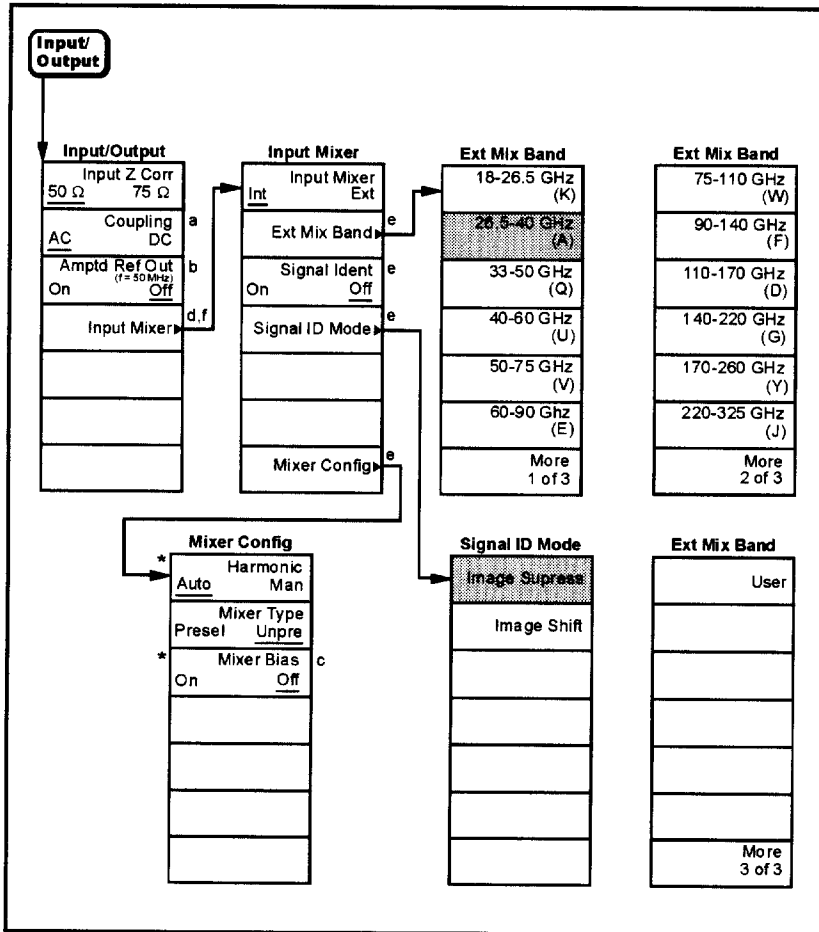 Input/
Output
Input/Output
Input Z Corr
50 Ω 75 Ω
Coupling
AC DC
a
Amptd Ref Out
(f = 50 MHz)
On Off
b
Input Mixer
d,f
Input Mixer
Input Mixer
Int Ext
Ext Mix Band
e
Signal Ident
On Off
e
Signal ID Mode
e
Mixer Config
e
Ext Mix Band
18-26.5 GHz
(K)
26.5-40 GHz
(A)
33-50 GHz
(Q)
40-60 GHz
(U)
50-75 GHz
(V)
60-90 Ghz
(E)
More
1 of 3
Ext Mix Band
75-110 GHz
(W)
90-140 GHz
(F)
110-170 GHz
(D)
140-220 GHz
(G)
170-260 GHz
(Y)
220-325 GHz
(J)
More
2 of 3
Mixer Config
*
Harmonic
Auto Man
Mixer Type
Presel Unpre
*
Mixer Bias
On Off
c
Signal ID Mode
Image Supress
Image Shift
Ext Mix Band
User
More
3 of 3